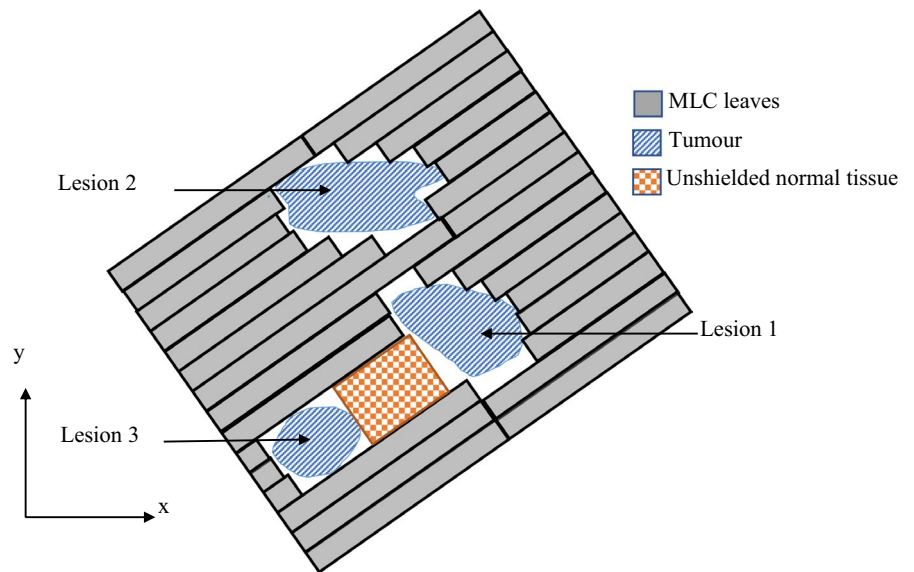 MLC leaves
Tumour
Unshielded normal tissue
Lesion 2
Lesion 1
y
Lesion 3
x